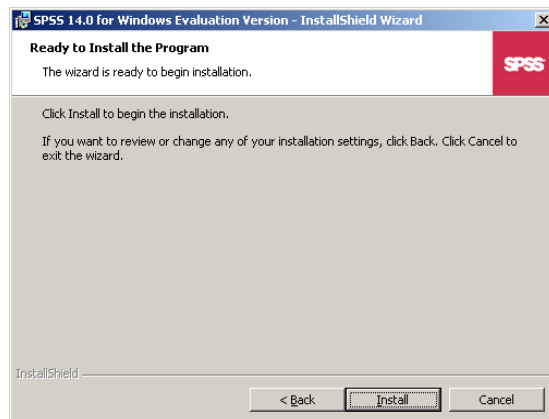 SPSS 14.0 for Windows Evaluation Version - InstallShield Wizard
Ready to Install the Program
The wizard is ready to begin installation.
SPSS
Click Install to begin the installation.
If you want to review or change any of your installation settings, click Back. Click Cancel to
exit the wizard.
InstallShield
< Back
Install
Cancel